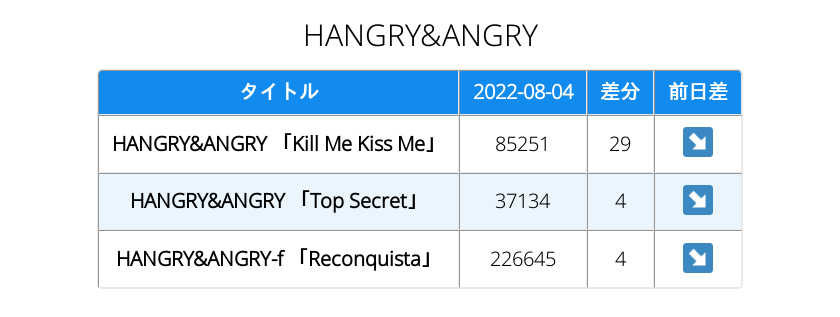 HANGRY&ANGRY
タイトル 2022-08-04 差分 前日差
HANGRY&ANGRY 「Kill Me Kiss Me」 85251 29 ↘
HANGRY&ANGRY 「Top Secret」 37134 4 ↘
HANGRY&ANGRY-f 「Reconquista」 226645 4 ↘